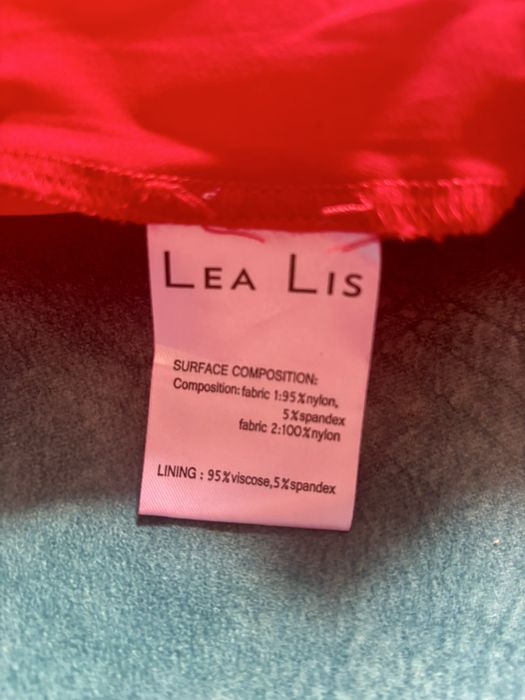 LEA LIS
SURFACE COMPOSITION:
Composition: fabric 1:95%nylon,
5%spandex
fabric 2:100%nylon
LINING : 95%viscose,5%spandex